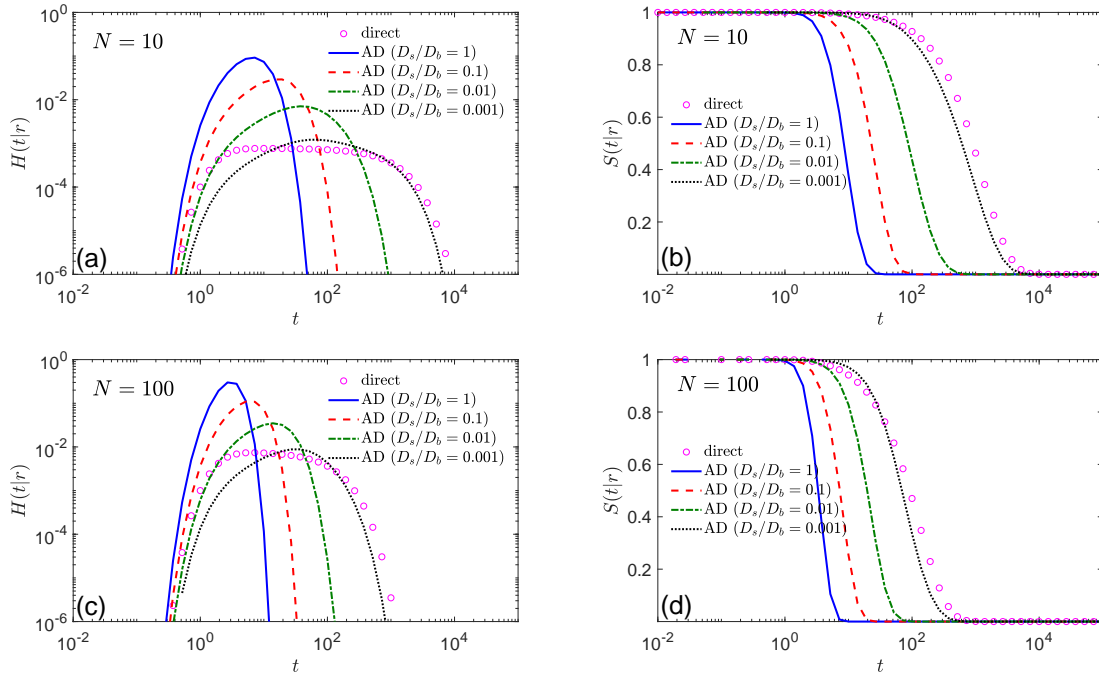 N = 10
direct
AD (D_s/D_b = 1)
AD (D_s/D_b = 0.1)
AD (D_s/D_b = 0.01)
AD (D_s/D_b = 0.001)
H(t|r)
10^0
10^-2
10^-4
10^-6
(a)
10^-2
10^0
10^2
10^4
t
N = 10
direct
AD (D_s/D_b = 1)
AD (D_s/D_b = 0.1)
AD (D_s/D_b = 0.01)
AD (D_s/D_b = 0.001)
S(t|r)
1
0.8
0.6
0.4
0.2
(b)
10^-2
10^0
10^2
10^4
t
N = 100
direct
AD (D_s/D_b = 1)
AD (D_s/D_b = 0.1)
AD (D_s/D_b = 0.01)
AD (D_s/D_b = 0.001)
H(t|r)
10^0
10^-2
10^-4
10^-6
(c)
10^-2
10^0
10^2
10^4
t
N = 100
direct
AD (D_s/D_b = 1)
AD (D_s/D_b = 0.1)
AD (D_s/D_b = 0.01)
AD (D_s/D_b = 0.001)
S(t|r)
1
0.8
0.6
0.4
0.2
(d)
10^-2
10^0
10^2
10^4
t